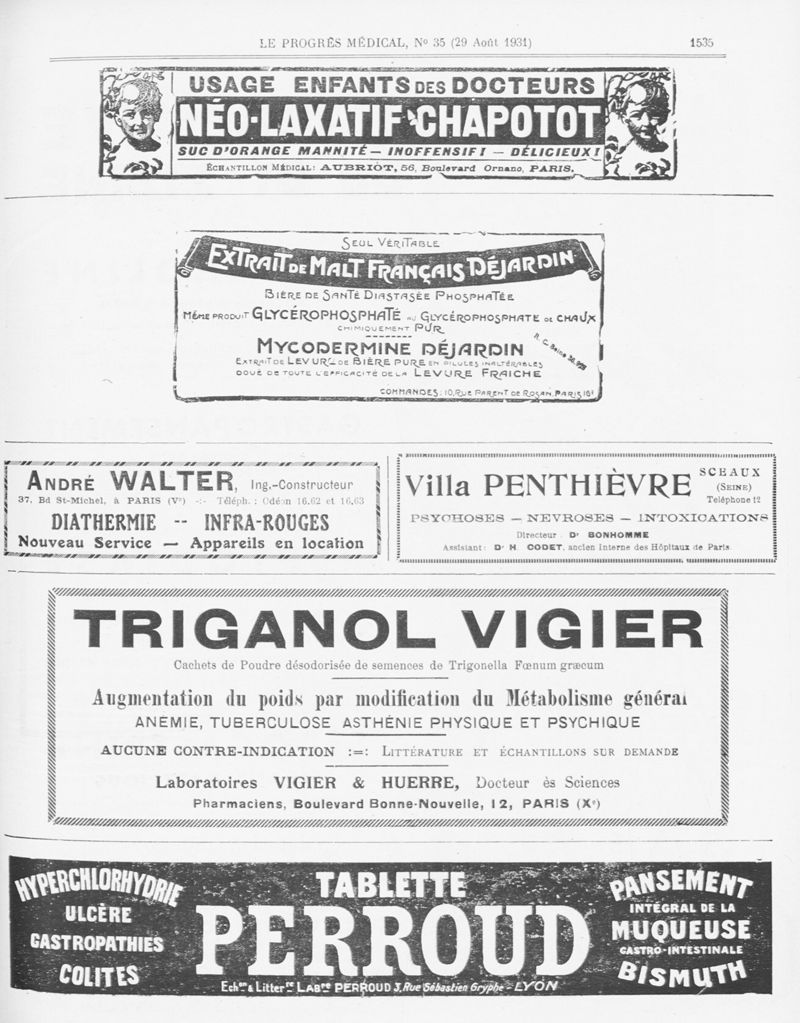 LE PROGRÈS MÉDICAL, No 35 (29 Août 1931) 1535
USAGE ENFANTS DES DOCTEURS
NÉO-LAXATIF CHAPOTOT
SUC D'ORANGE MANNITÉ — INOFFENSIF! — DÉLICIEUX!
ÉCHANTILLON MÉDICAL: AUBRIOT, 56, Boulevard Ornano, PARIS.
SEUL VÉRITABLE
EXTRAIT DE MALT FRANÇAIS DÉJARDIN
BIÈRE DE SANTÉ DIASTASÉE PHOSPHATÉE
MÊME PRODUIT GLYCÉROPHOSPHATÉ AU GLYCÉROPHOSPHATE DE CHAUX
CHIMIQUEMENT PUR
R. C. Seine
MYCODERMINE DÉJARDIN
EXTRAIT DE LEVURE DE BIÈRE PURE EN PILULES INALTÉRABLES
DOUÉ DE TOUTE L'EFFICACITÉ DE LA LEVURE FRAICHE
COMMANDES: 10, RUE PARENT DE ROSAN, PARIS 16e
ANDRÉ WALTER, Ing.-Constructeur
37, Bd St-Michel, à PARIS (Ve) -:- Téléph. : Odéon 16.62 et 16.63
DIATHERMIE -- INFRA-ROUGES
Nouveau Service — Appareils en location
Villa PENTHIÈVRE SCEAUX
(SEINE)
Téléphone 12
PSYCHOSES — NEVROSES — INTOXICATIONS
Directeur: Dr BONHOMME
Assistant: Dr H. CODET, ancien interne des Hôpitaux de Paris.
TRIGANOL VIGIER
Cachets de Poudre désodorisée de semences de Trigonella Fœnum græcum
Augmentation du poids par modification du Métabolisme général
ANÉMIE, TUBERCULOSE ASTHÉNIE PHYSIQUE ET PSYCHIQUE
AUCUNE CONTRE-INDICATION :=: LITTÉRATURE ET ÉCHANTILLONS SUR DEMANDE
Laboratoires VIGIER & HUERRE, Docteur ès Sciences
Pharmaciens, Boulevard Bonne-Nouvelle, 12, PARIS (Xe)
HYPERCHLORHYDRIE
ULCÈRE
GASTROPATHIES
COLITES
TABLETTE
PERROUD
Echon & Littere LABre PERROUD 3, Rue Sébastien Gryphe - LYON
PANSEMENT
INTÉGRAL DE LA
MUQUEUSE
GASTRO-INTESTINALE
BISMUTH